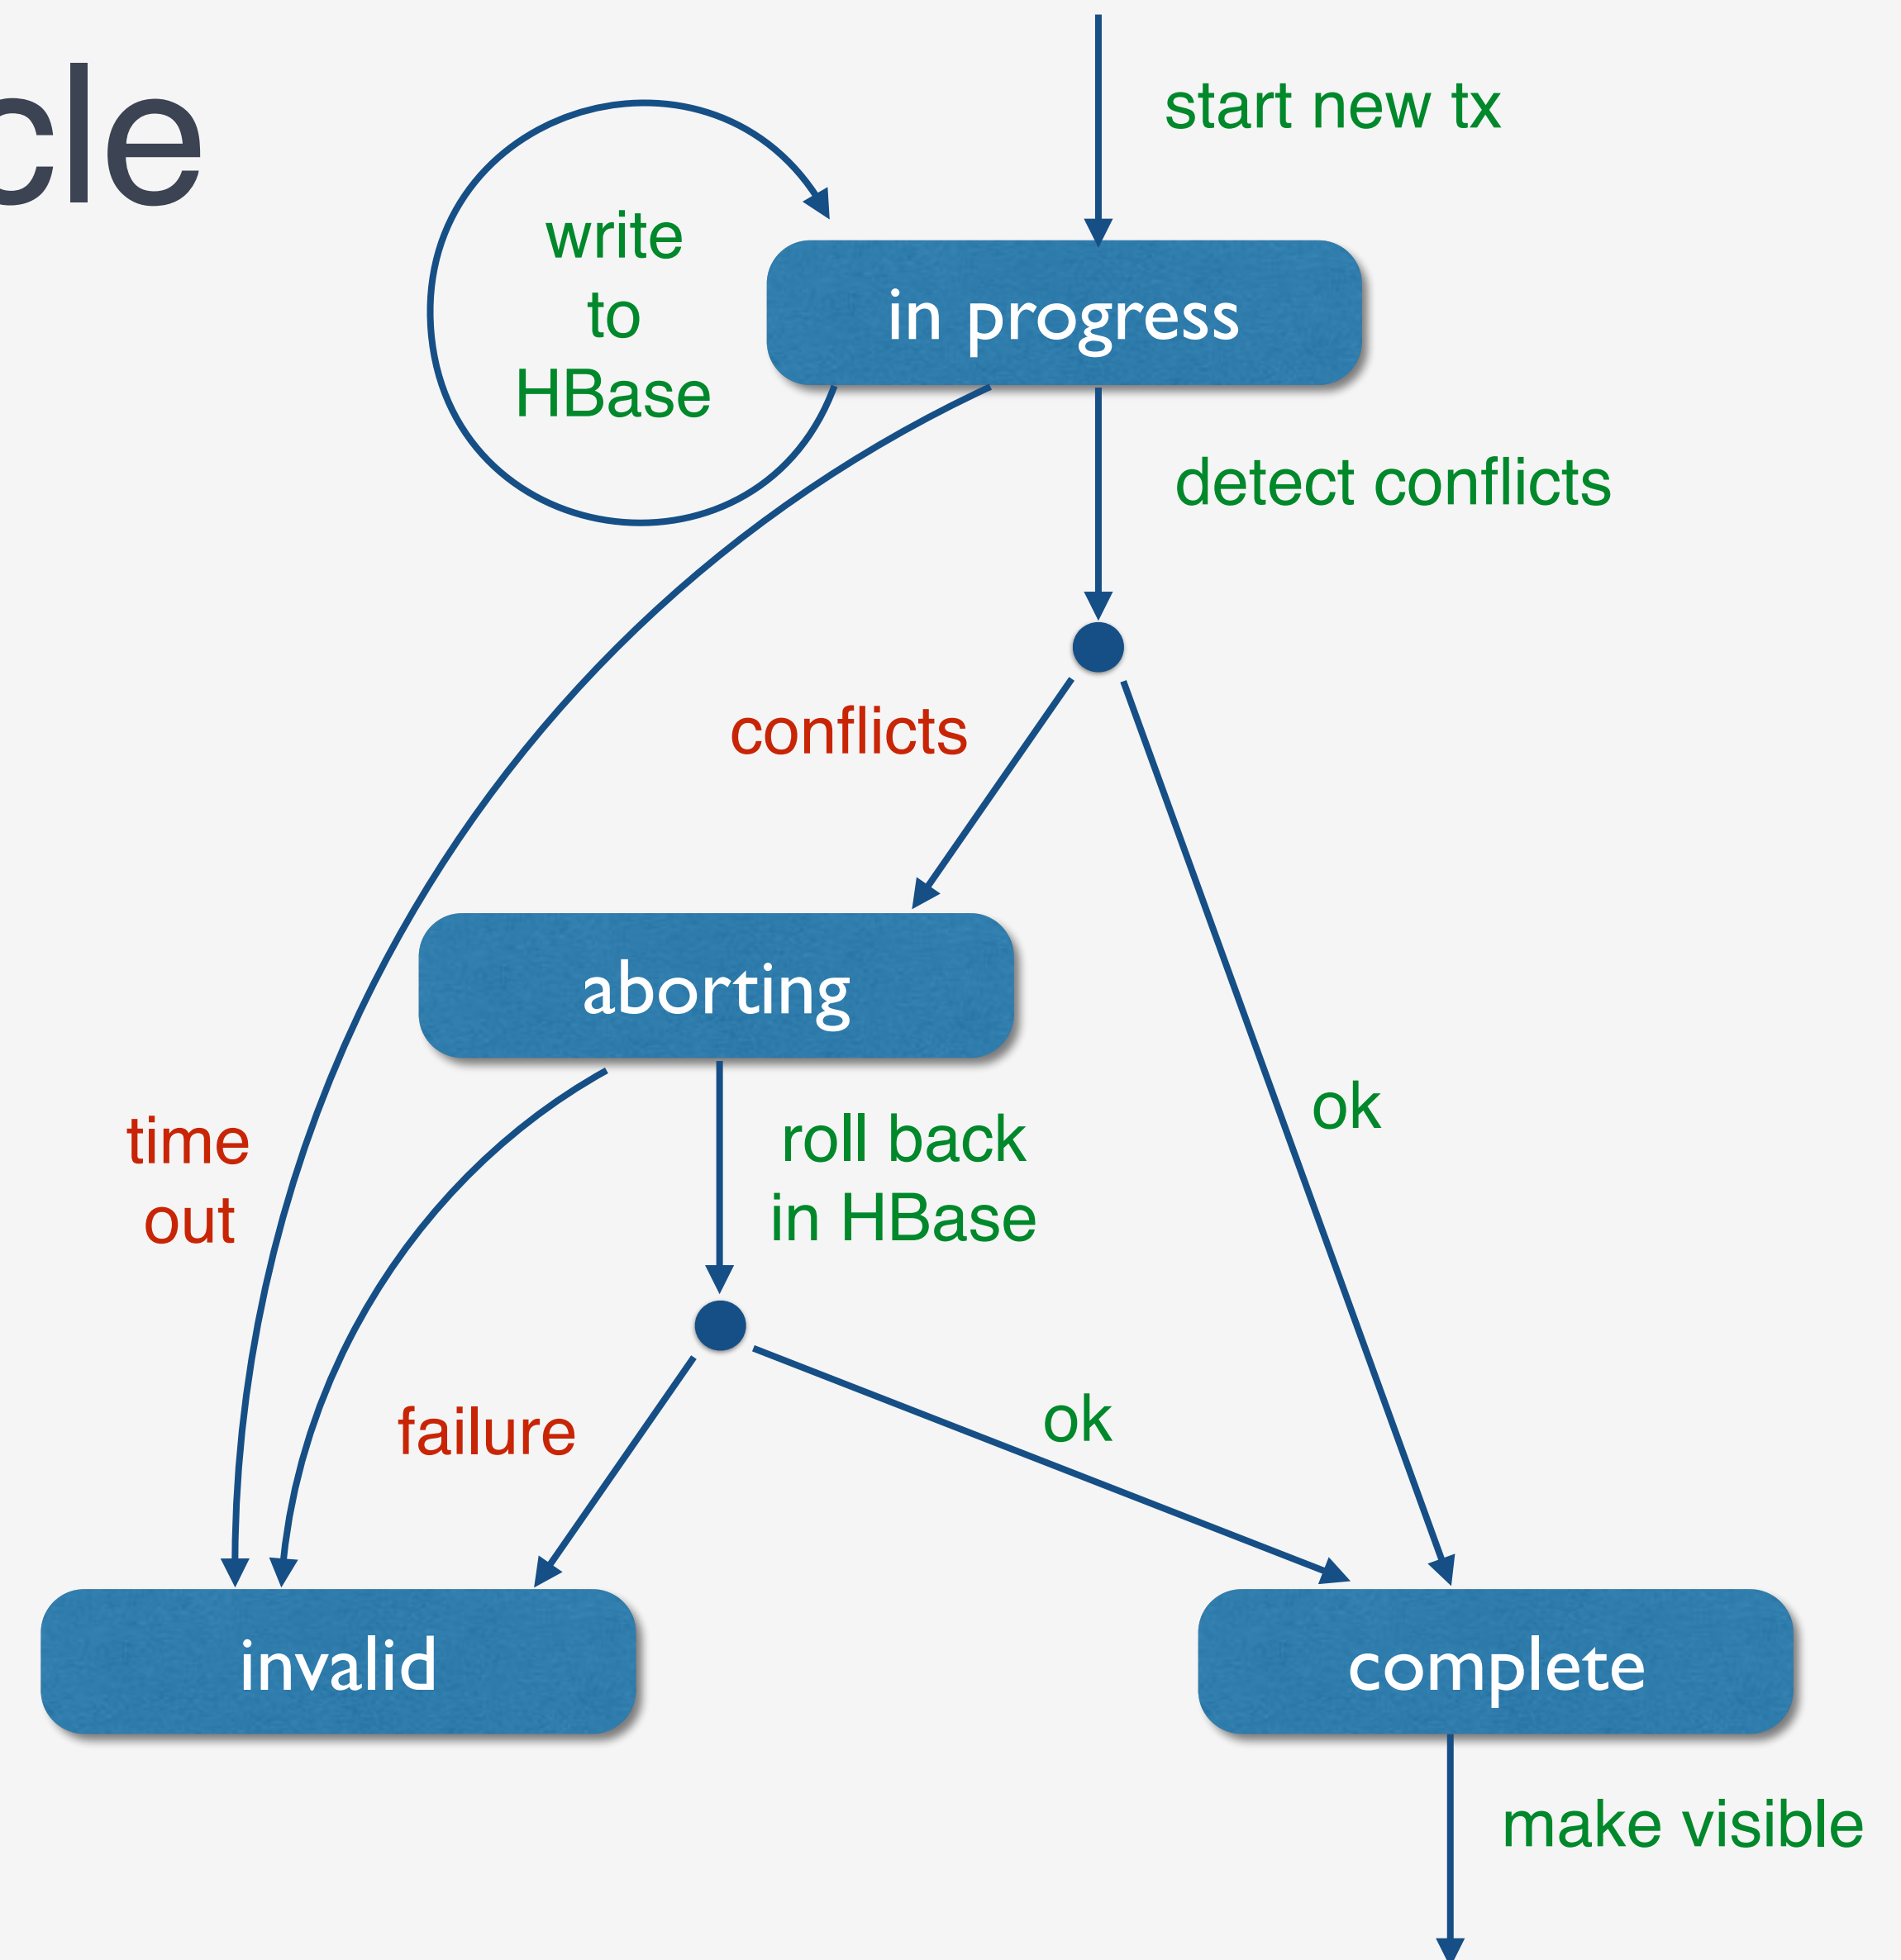 cle
start new tx
write
to
HBase
in progress
detect conflicts
conflicts
aborting
time
out
roll back
in HBase
ok
failure
ok
invalid
complete
make visible